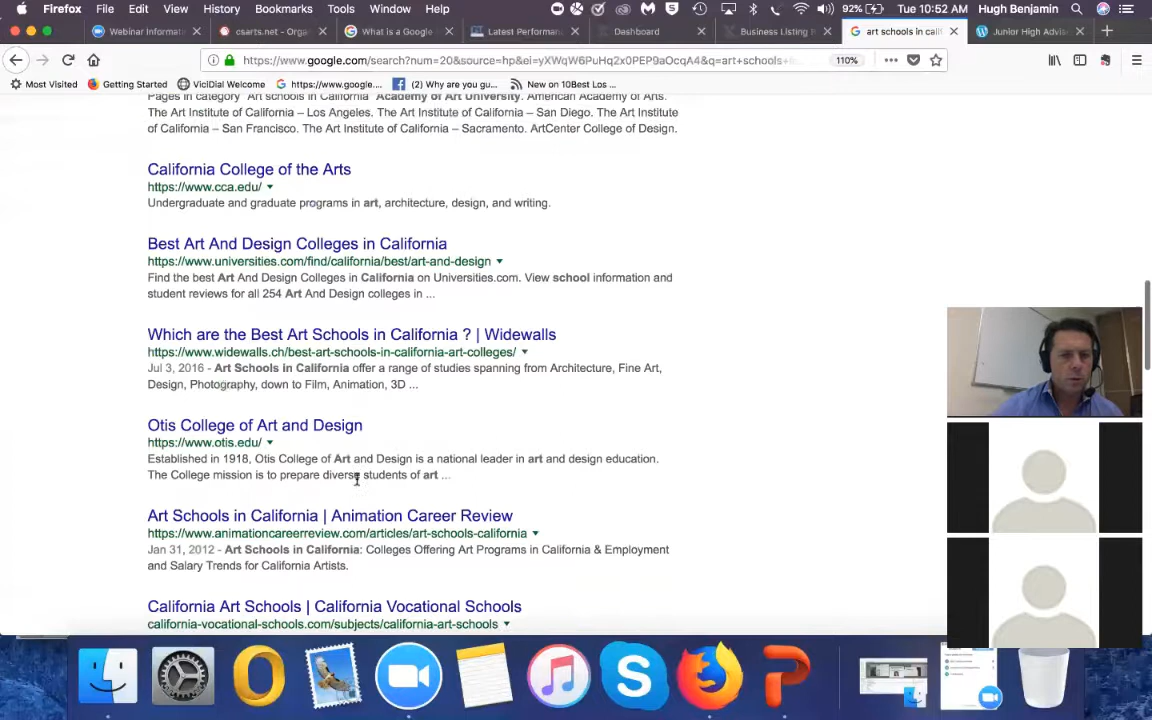 Firefox File Edit View History Bookmarks Tools Window Help 92% Tue 10:52 AM Hugh Benjamin
Webinar Informat csarts.net - Orga What is a Google Latest Performan Dashboard Business Listing art schools in cali Junior High Advis
https://www.google.com/search?num=20&source=hp&ei=yXWqW6PuHq2x0PEP9aOcqA4&q=art+schools+ 110%
Most Visited Getting Started ViciDial Welcome https://www.google.... (2) Why are you gu... New on 10Best Los ...
Pages in category "Art schools in California" Academy of Art University. American Academy of Arts.
The Art Institute of California – Los Angeles. The Art Institute of California – San Diego. The Art Institute
of California – San Francisco. The Art Institute of California – Sacramento. ArtCenter College of Design.
California College of the Arts
https://www.cca.edu/
Undergraduate and graduate programs in art, architecture, design, and writing.
Best Art And Design Colleges in California
https://www.universities.com/find/california/best/art-and-design
Find the best Art And Design Colleges in California on Universities.com. View school information and
student reviews for all 254 Art And Design colleges in ...
Which are the Best Art Schools in California ? | Widewalls
https://www.widewalls.ch/best-art-schools-in-california-art-colleges/
Jul 3, 2016 - Art Schools in California offer a range of studies spanning from Architecture, Fine Art,
Design, Photography, down to Film, Animation, 3D ...
Otis College of Art and Design
https://www.otis.edu/
Established in 1918, Otis College of Art and Design is a national leader in art and design education.
The College mission is to prepare diverse students of art ...
Art Schools in California | Animation Career Review
https://www.animationcareerreview.com/articles/art-schools-california
Jan 31, 2012 - Art Schools in California: Colleges Offering Art Programs in California & Employment
and Salary Trends for California Artists.
California Art Schools | California Vocational Schools
california-vocational-schools.com/subjects/california-art-schools